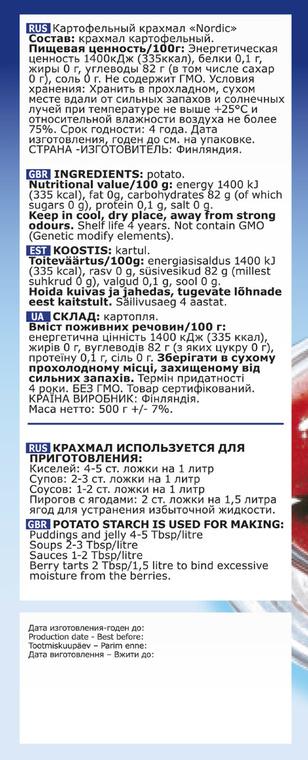 RUS Картофельный крахмал «Nordic»
Состав: крахмал картофельный.
Пищевая ценность/100г: Энергетическая
ценность 1400кДж (335ккал), белки 0,1 г,
жиры 0 г, углеводы 82 г (в том числе сахар
0 г), соль 0 г. Не содержит ГМО. Условия
хранения: Хранить в прохладном, сухом
месте вдали от сильных запахов и солнечных
лучей при температуре не выше +25°С и
относительной влажности воздуха не более
75%. Срок годности: 4 года. Дата
изготовления, годен до см. на упаковке.
СТРАНА -ИЗГОТОВИТЕЛЬ: Финляндия.
GBR INGREDIENTS: potato.
Nutritional value/100 g: energy 1400 kJ
(335 kcal), fat 0g, carbohydrates 82 g (of which
sugars 0 g), protein 0,1 g, salt 0 g.
Keep in cool, dry place, away from strong
odours. Shelf life 4 years. Not contain GMO
(Genetic modify elements).
EST KOOSTIS: kartul.
Toiteväärtus/100g: energiasisaldus 1400 kJ
(335 kcal), rasv 0 g, süsivesikud 82 g (millest
suhkrud 0 g), valgud 0,1 g, sool 0 g.
Hoida kuivas ja jahedas, tugevate lõhnade
eest kaitstult. Säilivusaeg 4 aastat.
UA СКЛАД: картопля.
Вміст поживних речовин/100 г:
енергетична цінність 1400 кДж (335 ккал),
жирів 0 г, вуглеводів 82 г (з яких цукру 0 г),
протеїну 0,1 г, сіль 0 г. Зберігати в сухому
прохолодному місці, захищеному від
сильних запахів. Термін придатності
4 роки. БЕЗ ГМО. Товар сертифікований.
КРАЇНА ВИРОБНИК: Фінляндія.
Маса нетто: 500 г +/- 7%.
RUS КРАХМАЛ ИСПОЛЬЗУЕТСЯ ДЛЯ
ПРИГОТОВЛЕНИЯ:
Киселей: 4-5 ст. ложки на 1 литр
Супов: 2-3 ст. ложки на 1 литр
Соусов: 1-2 ст. ложки на 1 литр
Пирогов с ягодами: 2 ст. ложки на 1,5 литра
ягод для устранения избыточной жидкости.
GBR POTATO STARCH IS USED FOR MAKING:
Puddings and jelly 4-5 Tbsp/litre
Soups 2-3 Tbsp/litre
Sauces 1-2 Tbsp/litre
Berry tarts 2 Tbsp/1,5 litre to bind excessive
moisture from the berries.
Дата изготовления-годен до:
Production date - Best before:
Tootmiskuupäev – Parim enne:
Дата виготовлення – Вжити до: